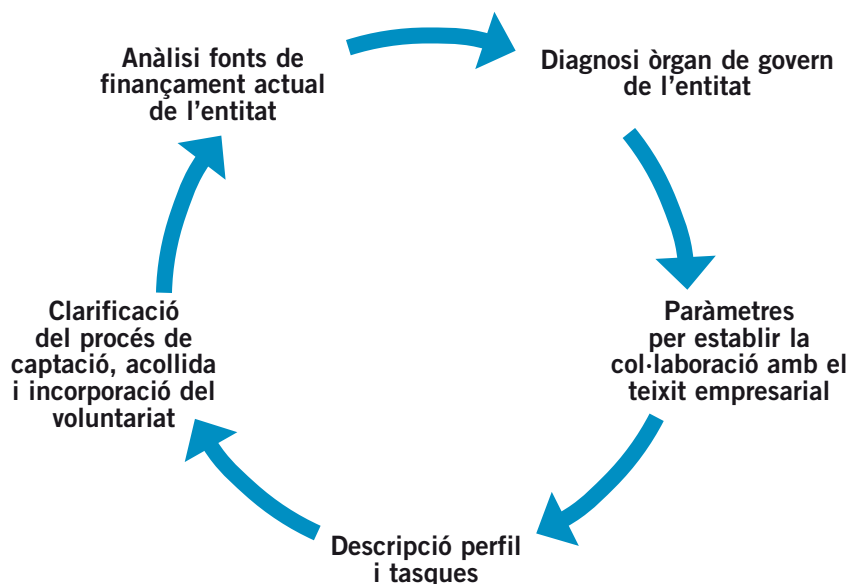 Anàlisi fonts de
finançament actual
de l’entitat
Diagnosi òrgan de govern
de l’entitat
Paràmetres
per establir la
col·laboració amb el
teixit empresarial
Descripció perfil
i tasques
Clarificació
del procés de
captació, acollida
i incorporació del
voluntariat